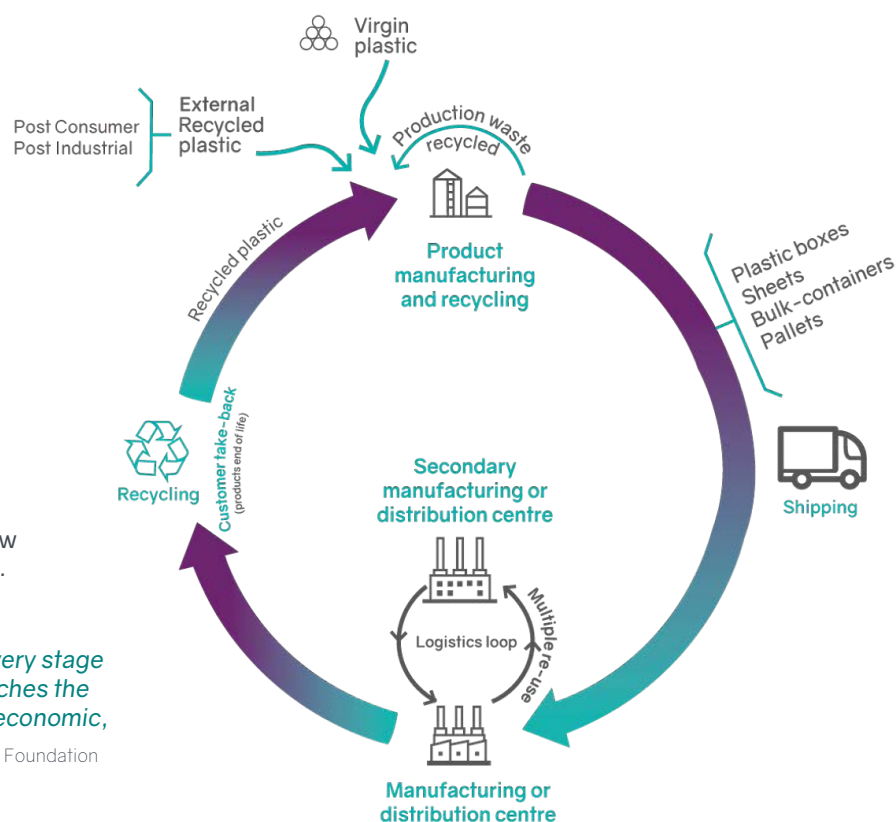 Virgin
plastic
External
Recycled
plastic
Post Consumer
Post Industrial
Production waste
recycled
Product
manufacturing
and recycling
Recycled plastic
Plastic boxes
Sheets
Bulk-containers
Pallets
Shipping
Customer take-back
(products end of life)
Recycling
Secondary
manufacturing or
distribution centre
Logistics loop
Multiple re-use
Manufacturing or
distribution centre
stage
the
economic,
Foundation